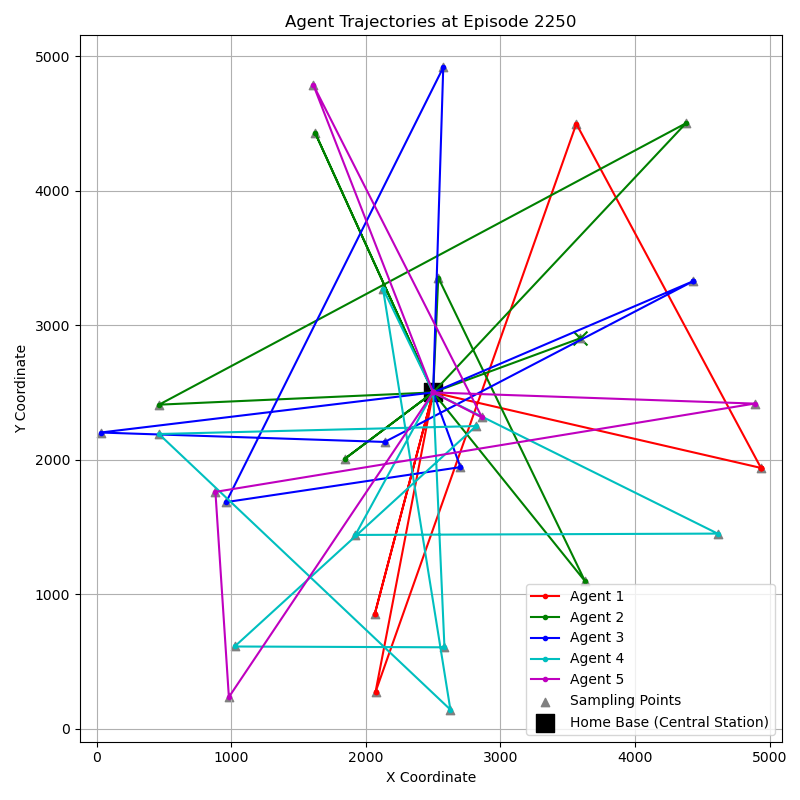 Agent Trajectories at Episode 2250
Y Coordinate
5000
4000
3000
2000
1000
0
0 1000 2000 3000 4000 5000
X Coordinate
Agent 1
Agent 2
Agent 3
Agent 4
Agent 5
Sampling Points
Home Base (Central Station)